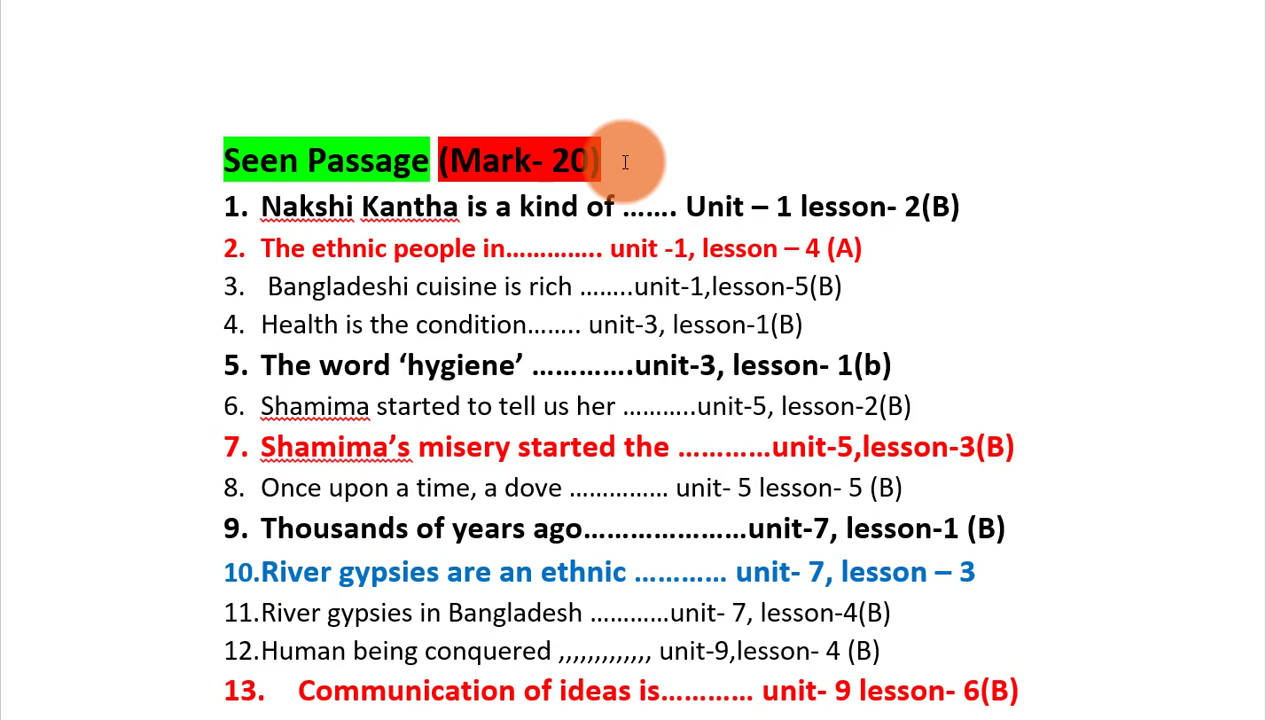 Seen Passage (Mark- 20)
1. Nakshi Kantha is a kind of ……. Unit – 1 lesson- 2(B)
2. The ethnic people in………….. unit -1, lesson – 4 (A)
3. Bangladeshi cuisine is rich ……..unit-1,lesson-5(B)
4. Health is the condition…….. unit-3, lesson-1(B)
5. The word ‘hygiene’ ………….unit-3, lesson- 1(b)
6. Shamima started to tell us her ………..unit-5, lesson-2(B)
7. Shamima’s misery started the …………unit-5,lesson-3(B)
8. Once upon a time, a dove …………… unit- 5 lesson- 5 (B)
9. Thousands of years ago………………unit-7, lesson-1 (B)
10.River gypsies are an ethnic ………… unit- 7, lesson – 3
11.River gypsies in Bangladesh …………unit- 7, lesson-4(B)
12.Human being conquered ,,,,,,,,,,,,, unit-9,lesson- 4 (B)
13. Communication of ideas is………… unit- 9 lesson- 6(B)